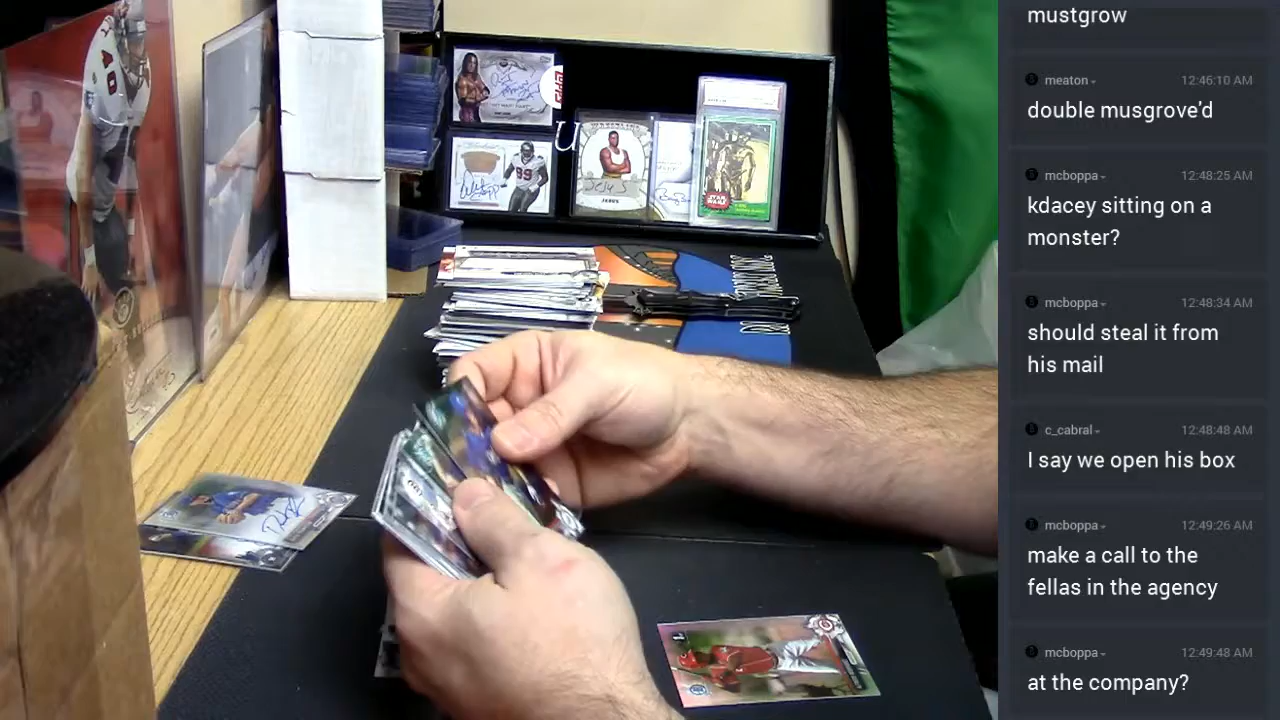 mustgrow
meaton
12:46:10 AM
double musgrove'd
mcboppa
12:48:25 AM
kdacey sitting on a
monster?
mcboppa
12:48:34 AM
should steal it from
his mail
c_cabral
12:48:48 AM
I say we open his box
mcboppa
12:49:26 AM
make a call to the
fellas in the agency
mcboppa
12:49:48 AM
at the company?
U
99
STAR
WARS